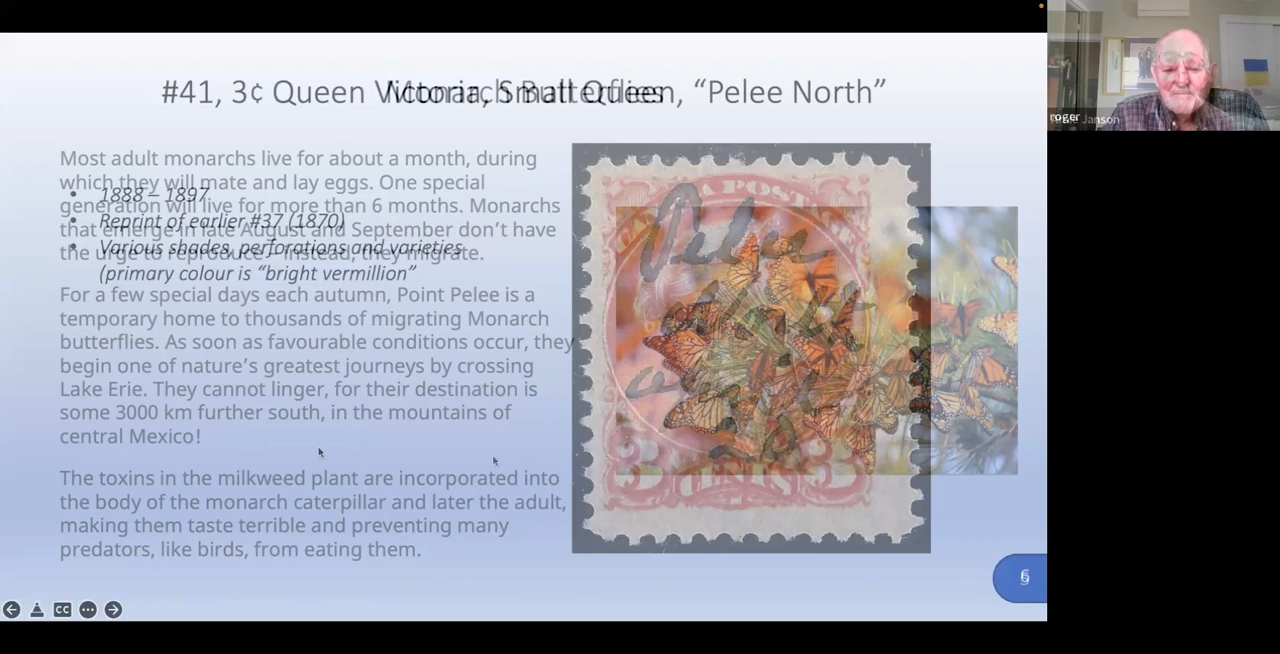 #41, 3¢ Queen Victoria, Small Queen, “Pelee North”
Monarch Butterflies
Most adult monarchs live for about a month, during
which they will mate and lay eggs. One special
generation will live for more than 6 months. Monarchs
that emerge in late August and September don’t have
the urge to reproduce – instead, they migrate.
• 1888 – 1897
• Reprint of earlier #37 (1870)
• Various shades, perforations and varieties
(primary colour is “bright vermillion”
For a few special days each autumn, Point Pelee is a
temporary home to thousands of migrating Monarch
butterflies. As soon as favourable conditions occur, they
begin one of nature’s greatest journeys by crossing
Lake Erie. They cannot linger, for their destination is
some 3000 km further south, in the mountains of
central Mexico!
The toxins in the milkweed plant are incorporated into
the body of the monarch caterpillar and later the adult,
making them taste terrible and preventing many
predators, like birds, from eating them.
POSTAGE
Pelee
3 CENTS 3
CC
roger
Janson